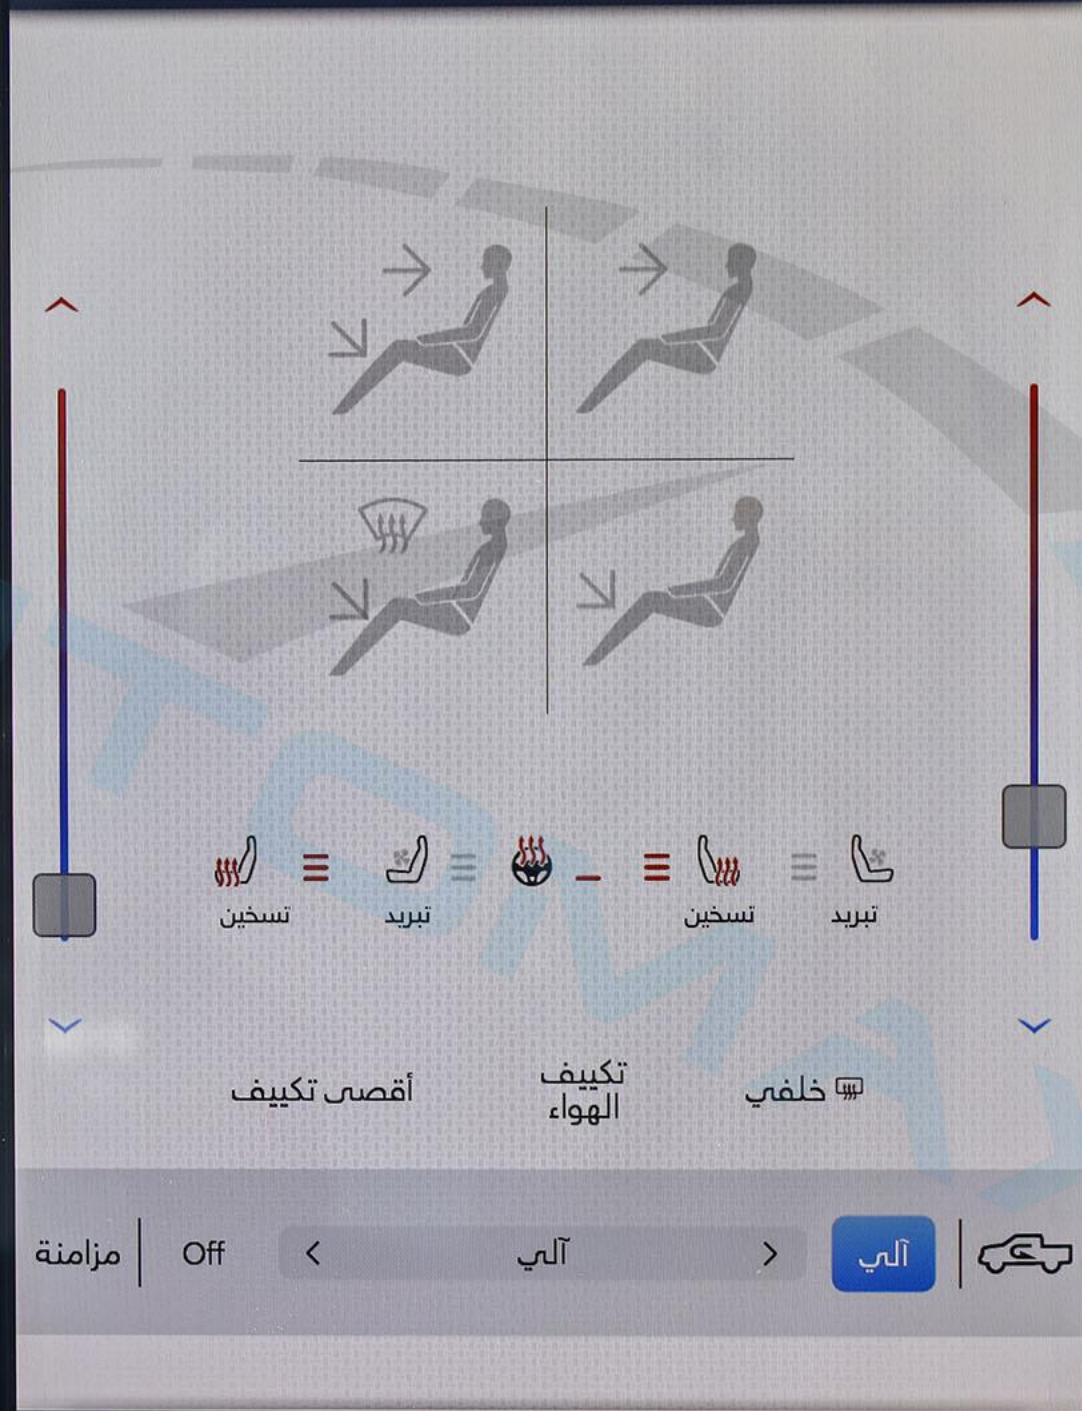 تبريد
تسخين
تبريد
تسخين
خلفي
تكييف
الهواء
أقصى تكييف
آلي
آلي
Off
مزامنة